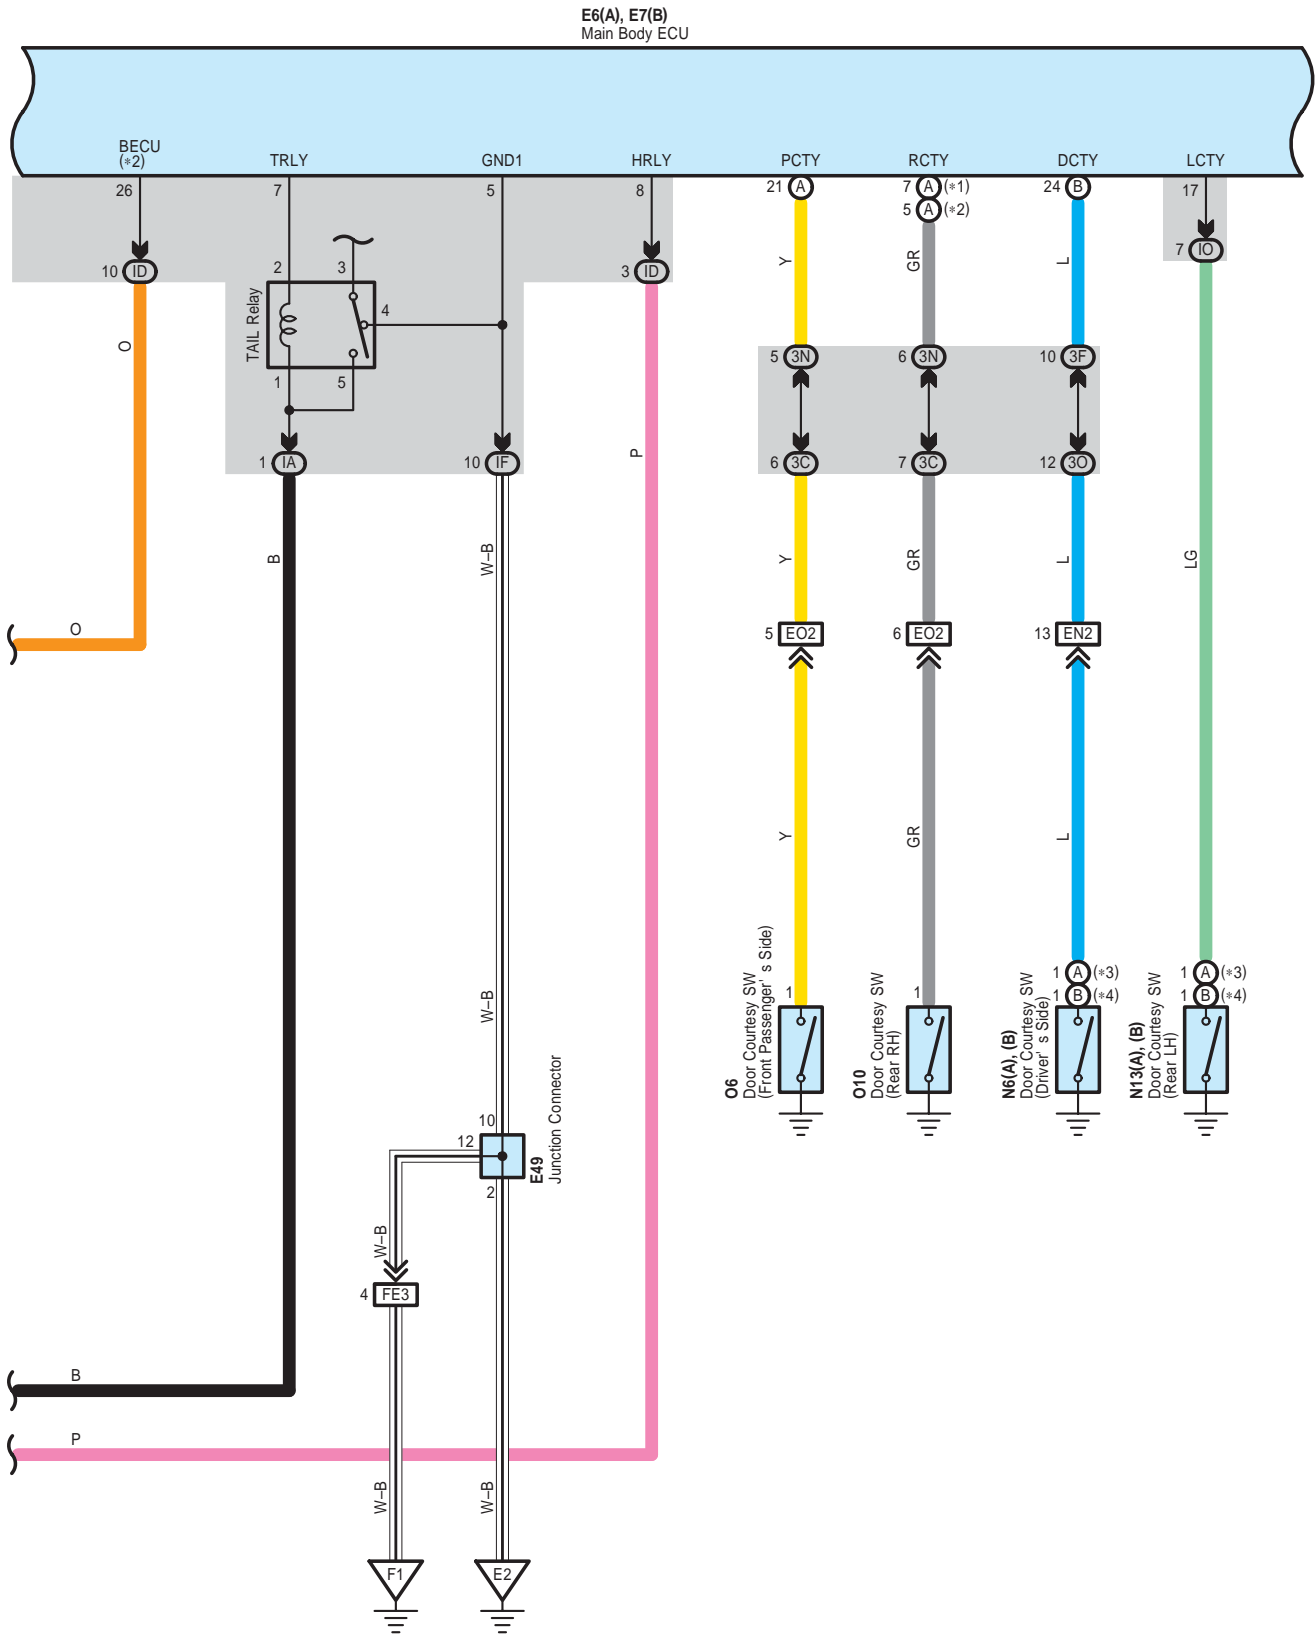 E6(A), E7(B)
Main Body ECU
BECU
(*2)
TRLY
GND1
HRLY
PCTY
RCTY
DCTY
LCTY
26
7
5
8
21 A
7 A (*1)
5 A (*2)
24 B
17
10 ID
3 ID
7 IO
2
3
4
1
5
TAIL Relay
O
Y
GR
L
5 3N
6 3N
10 3F
1 IA
10 IF
6 3C
7 3C
12 3O
P
B
W–B
Y
GR
L
LG
O
5 EO2
6 EO2
13 EN2
Y
GR
L
W–B
1
1
1 A (*3)
1 B (*4)
1 A (*3)
1 B (*4)
O6
Door Courtesy SW
(Front Passenger' s Side)
O10
Door Courtesy SW
(Rear RH)
N6(A), (B)
Door Courtesy SW
(Driver' s Side)
N13(A), (B)
Door Courtesy SW
(Rear LH)
10
12
2
E49
Junction Connector
W–B
4 FE3
B
P
W–B
W–B
F1
E2